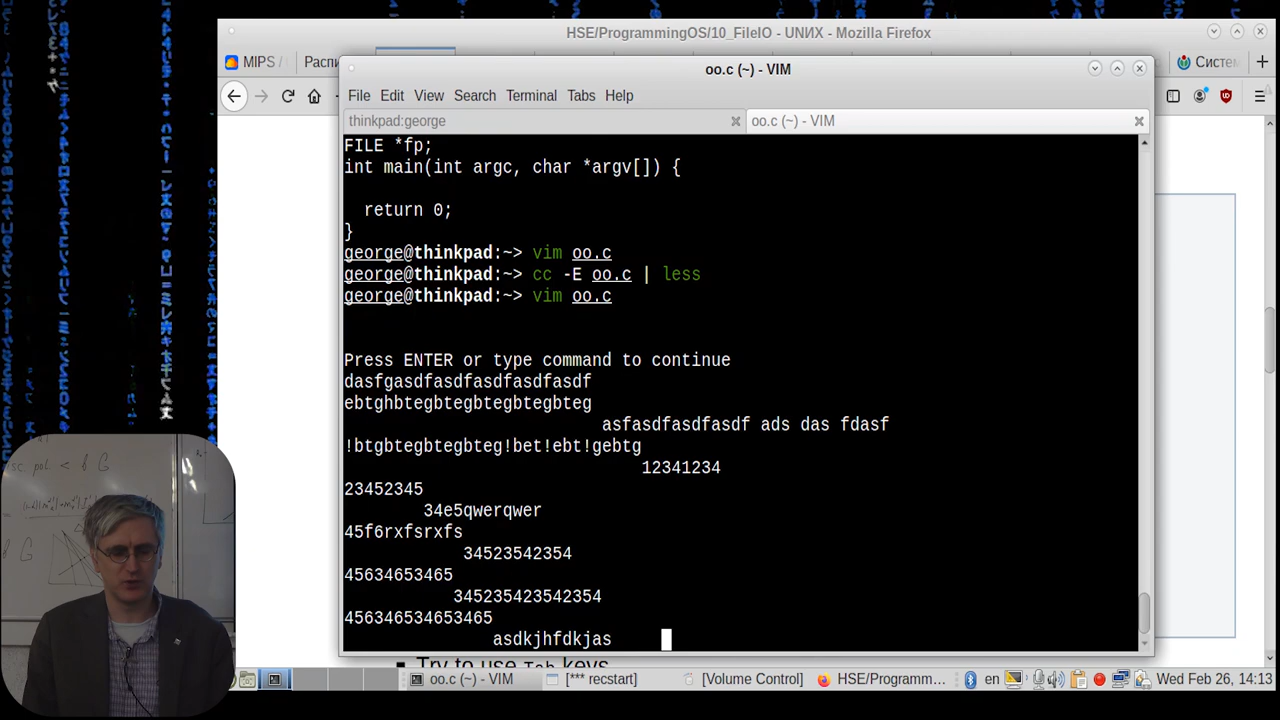 HSE/ProgrammingOS/10_FileIO - UNИX - Mozilla Firefox
MIPS /
Распи
Систем
oo.c (~) - VIM
File Edit View Search Terminal Tabs Help
thinkpad:george
oo.c (~) - VIM
FILE *fp;
int main(int argc, char *argv[]) {
return 0;
}
george@thinkpad:~> vim oo.c
george@thinkpad:~> cc -E oo.c | less
george@thinkpad:~> vim oo.c
Press ENTER or type command to continue
dasfgasdfasdfasdfasdfasdf
ebtghbtegbtegbtegbtegbteg
asfasdfasdfasdf ads das fdasf
!btgbtegbtegbteg!bet!ebt!gebtg
12341234
23452345
34e5qwerqwer
45f6rxfsrxfs
34523542354
45634653465
345235423542354
456346534653465
asdkjhfdkjas
Try to use Tab keys
oo.c (~) - VIM
[*** recstart]
[Volume Control]
HSE/Programm...
en
Wed Feb 26, 14:13